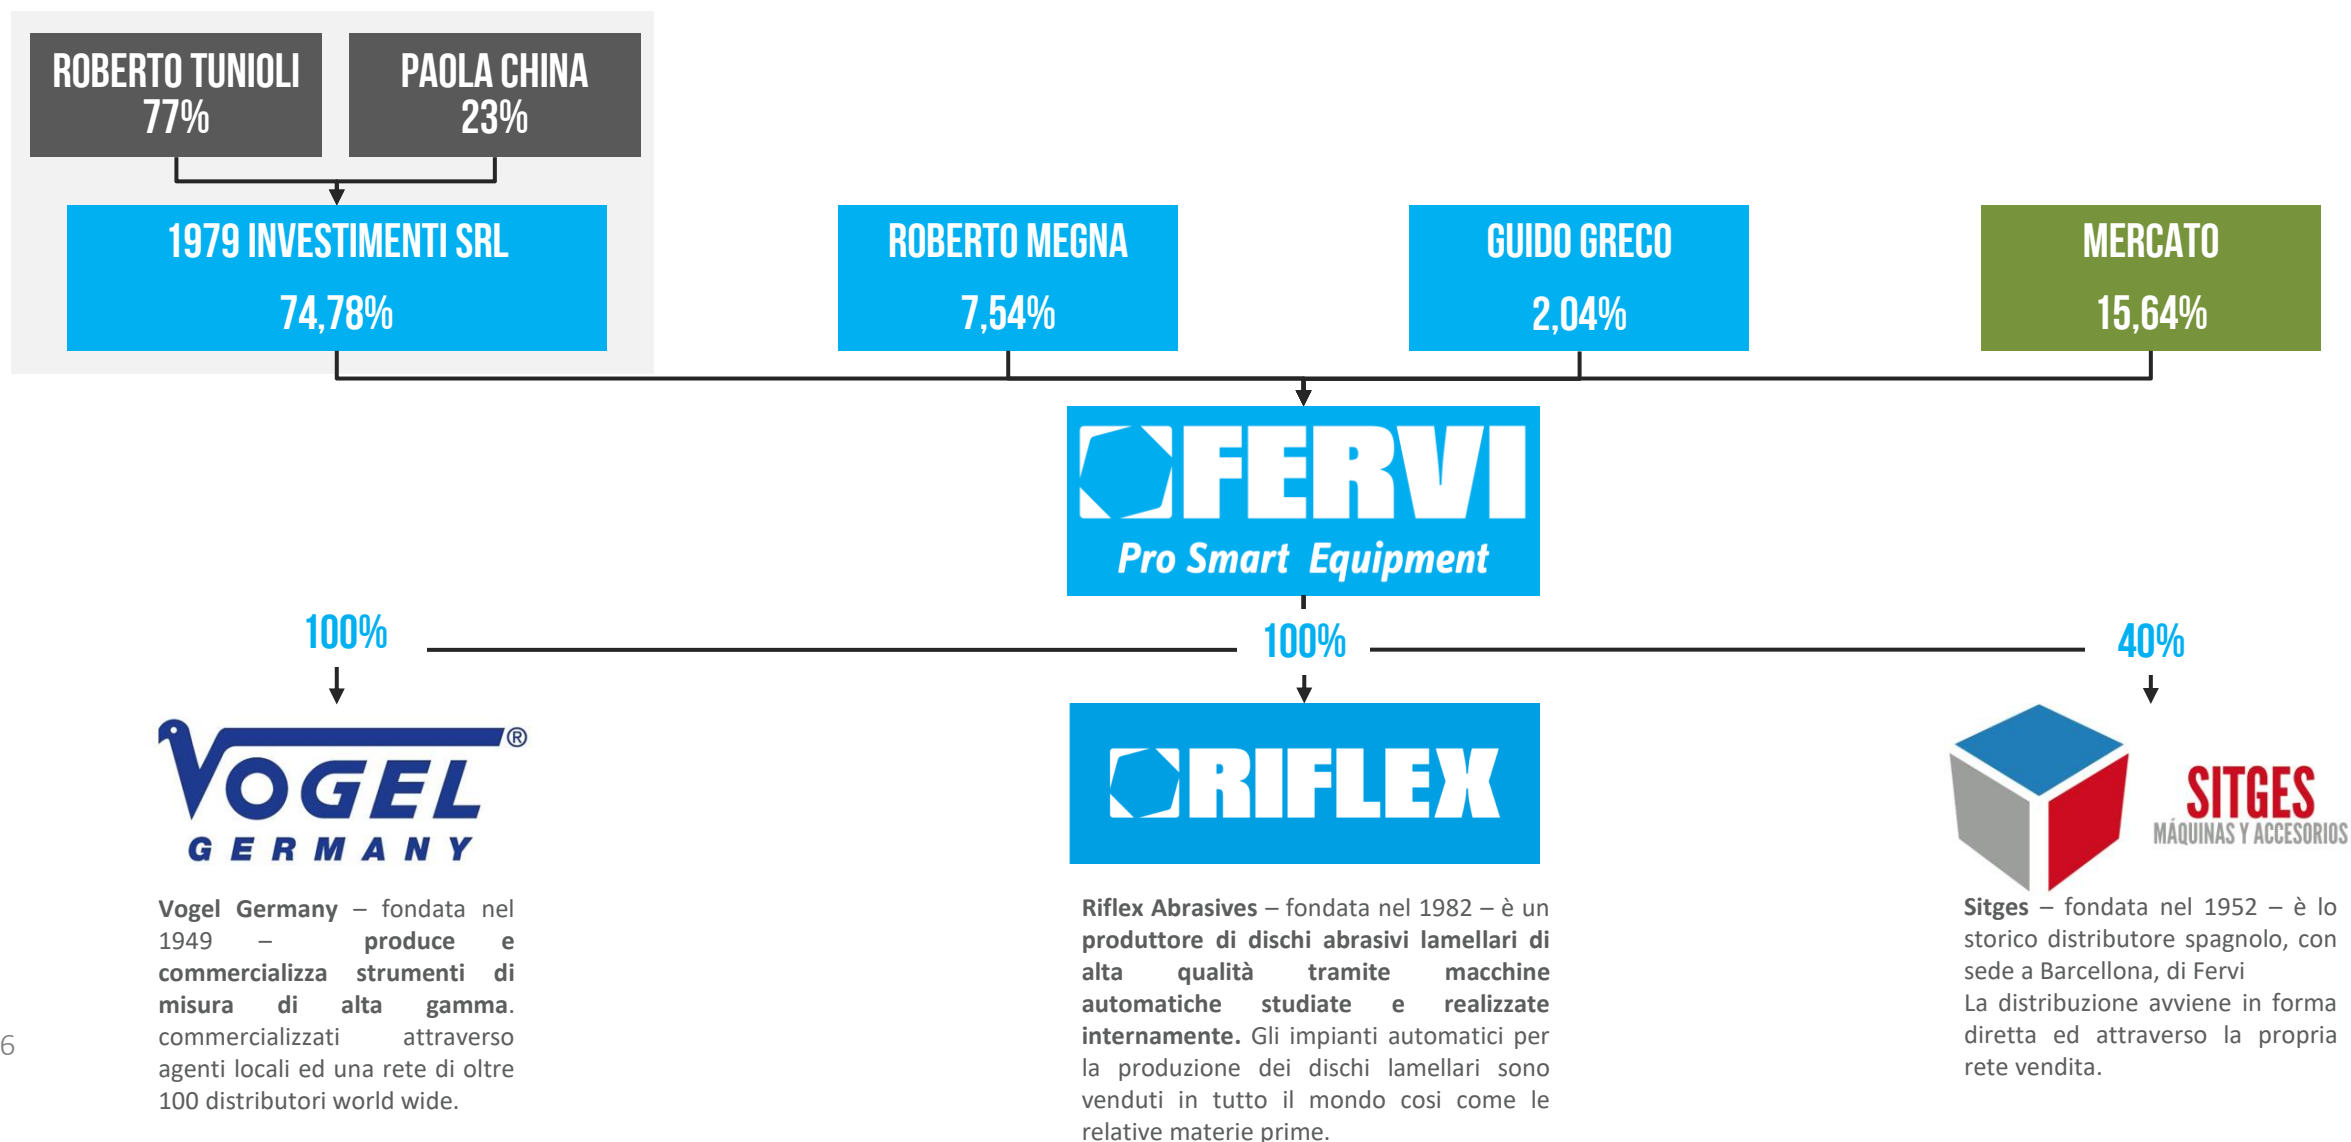 ROBERTO TUNIOLI
77%
PAOLA CHINA
23%
1979 INVESTIMENTI SRL
74,78%
ROBERTO MEGNA
7,54%
GUIDO GRECO
2,04%
MERCATO
15,64%
FERVI
Pro Smart Equipment
100%
100%
40%
VOGEL®
GERMANY
RIFLEX
SITGES
MÁQUINAS Y ACCESORIOS
Vogel Germany – fondata nel
1949 – produce e
commercializza strumenti di
misura di alta gamma.
commercializzati attraverso
agenti locali ed una rete di oltre
100 distributori world wide.
Riflex Abrasives – fondata nel 1982 – è un
produttore di dischi abrasivi lamellari di
alta qualità tramite macchine
automatiche studiate e realizzate
internamente. Gli impianti automatici per
la produzione dei dischi lamellari sono
venduti in tutto il mondo cosi come le
relative materie prime.
Sitges – fondata nel 1952 – è lo
storico distributore spagnolo, con
sede a Barcellona, di Fervi
La distribuzione avviene in forma
diretta ed attraverso la propria
rete vendita.
6